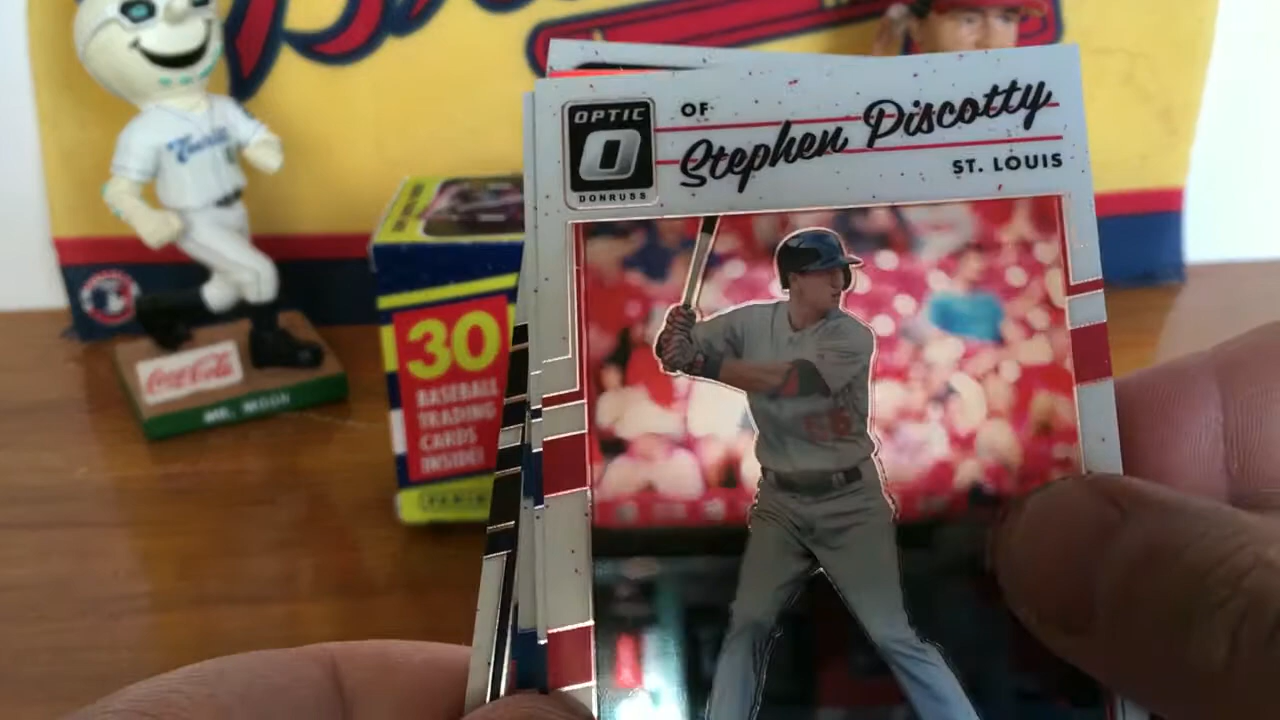 OPTIC
O
DONRUSS
OF
Stephen Piscotty
ST. LOUIS
30
BASEBALL
TRADING
CARDS
INSIDE!
PANINI
Coca-Cola
MR. MOON